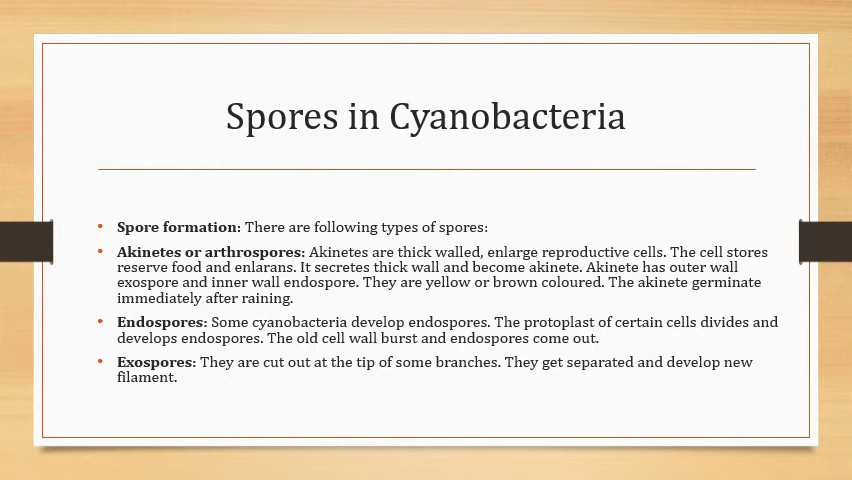 Spores in Cyanobacteria
• Spore formation: There are following types of spores:
• Akinetes or arthrospores: Akinetes are thick walled, enlarge reproductive cells. The cell stores
reserve food and enlarans. It secretes thick wall and become akinete. Akinete has outer wall
exospore and inner wall endospore. They are yellow or brown coloured. The akinete germinate
immediately after raining.
• Endospores: Some cyanobacteria develop endospores. The protoplast of certain cells divides and
develops endospores. The old cell wall burst and endospores come out.
• Exospores: They are cut out at the tip of some branches. They get separated and develop new
filament.